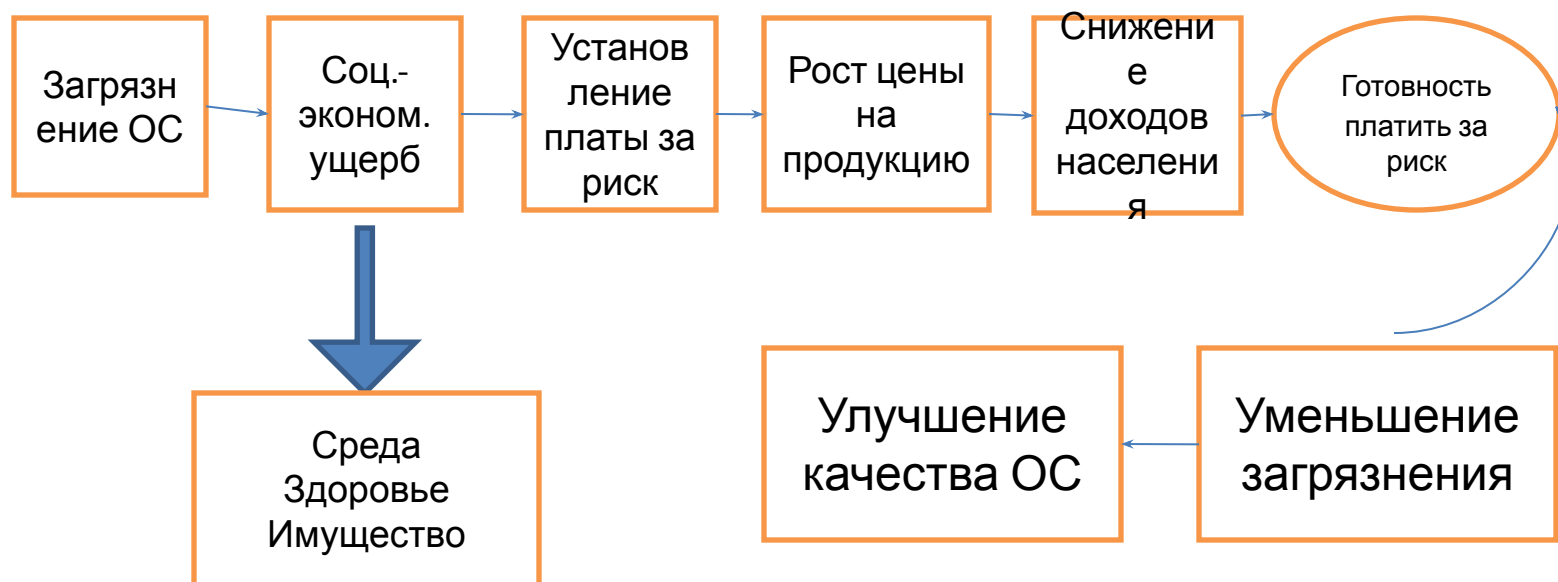 Загрязн
ение ОС
Соц.-
эконом.
ущерб
Установ
ление
платы за
риск
Рост цены
на
продукцию
Снижени
е
доходов
населени
я
Готовность
платить за
риск
Среда
Здоровье
Имущество
Улучшение
качества ОС
Уменьшение
загрязнения